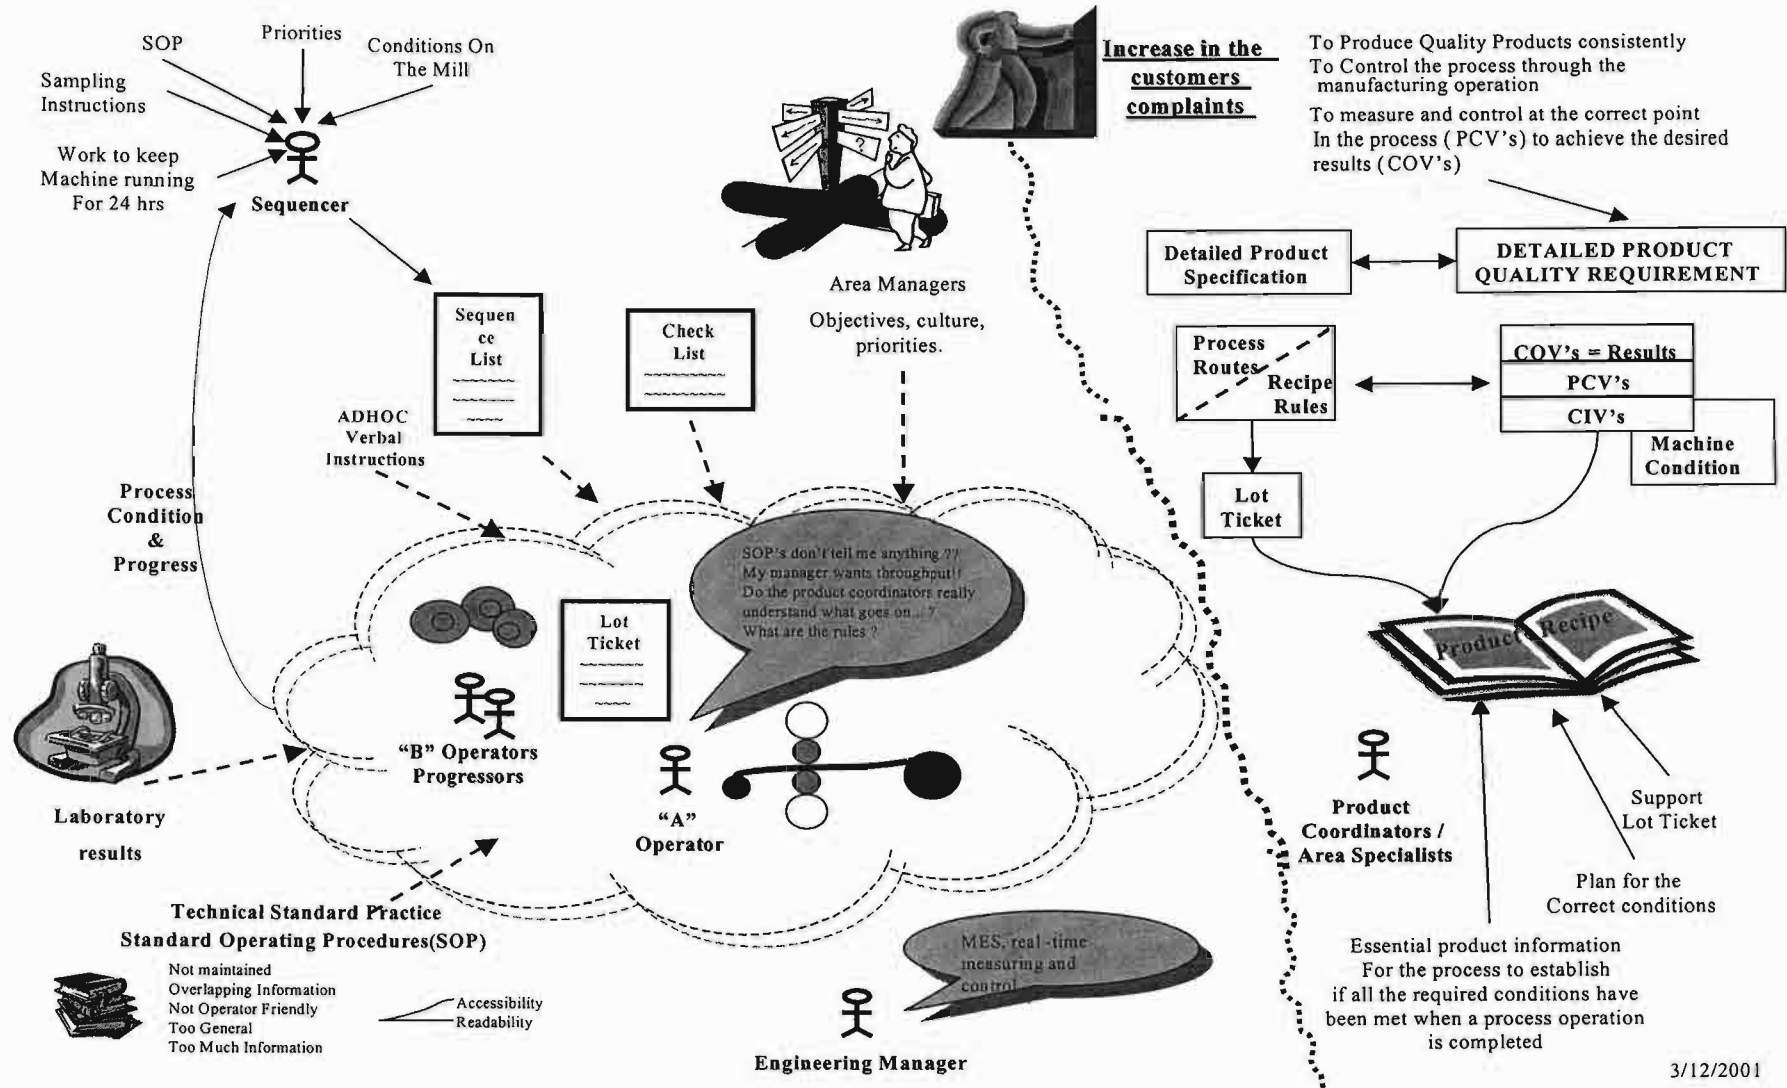 SOP
Priorities
Conditions On
The Mill
Sampling
Instructions
Work to keep
Machine running
For 24 hrs
Sequencer
Sequen
ce
List
Check
List
ADHOC
Verbal
Instructions
Process
Condition
&
Progress
Area Managers
Objectives, culture,
priorities.
?
Increase in the
customers
complaints
SOP's don't tell me anything ??
My manager wants throughput!!
Do the product coordinators really
understand what goes on... ?
What are the rules ?
Lot
Ticket
"B" Operators
Progressors
"A"
Operator
Laboratory
results
Technical Standard Practice
Standard Operating Procedures(SOP)
Not maintained
Overlapping Information
Not Operator Friendly
Too General
Too Much Information
Accessibility
Readability
MES, real-time
measuring and
control
Engineering Manager
To Produce Quality Products consistently
To Control the process through the
manufacturing operation
To measure and control at the correct point
In the process ( PCV's) to achieve the desired
results (COV's)
Detailed Product
Specification
DETAILED PRODUCT
QUALITY REQUIREMENT
Process
Routes
Recipe
Rules
COV's = Results
PCV's
CIV's
Machine
Condition
Lot
Ticket
Product Recipe
Product
Coordinators /
Area Specialists
Support
Lot Ticket
Plan for the
Correct conditions
Essential product information
For the process to establish
if all the required conditions have
been met when a process operation
is completed
3/12/2001